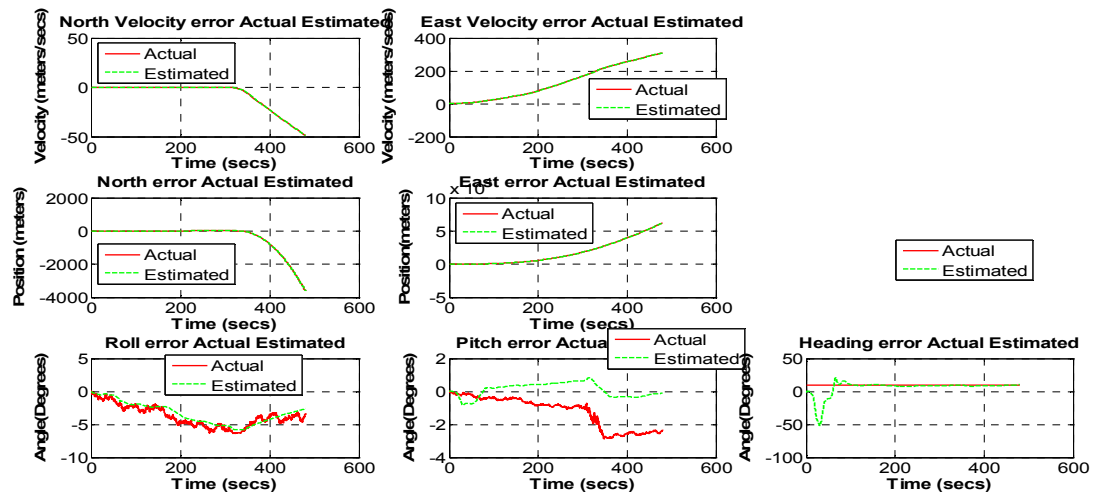 North Velocity error Actual Estimated
East Velocity error Actual Estimated
Velocity (meters/secs)
50
0
-50
Actual
Estimated
0
200
400
600
Time (secs)
Velocity (meters/secs)
400
200
0
-200
Actual
Estimated
0
200
400
600
Time (secs)
North error Actual Estimated
Position (meters)
2000
0
-2000
-4000
Actual
Estimated
0
200
400
600
Time (secs)
East error Actual Estimated
Position(meters)
10
5
0
-5
x 10
Actual
Estimated
0
200
400
600
Time (secs)
Actual
Estimated
Roll error Actual Estimated
Angle(Degrees)
5
0
-5
-10
Actual
Estimated
0
200
400
600
Time (secs)
Pitch error Actu
Angle(Degrees)
2
0
-2
-4
Actual
Estimated
0
200
400
600
Time (secs)
Heading error Actual Estimated
Angle(Degrees)
50
0
-50
-100
0
200
400
600
Time (secs)